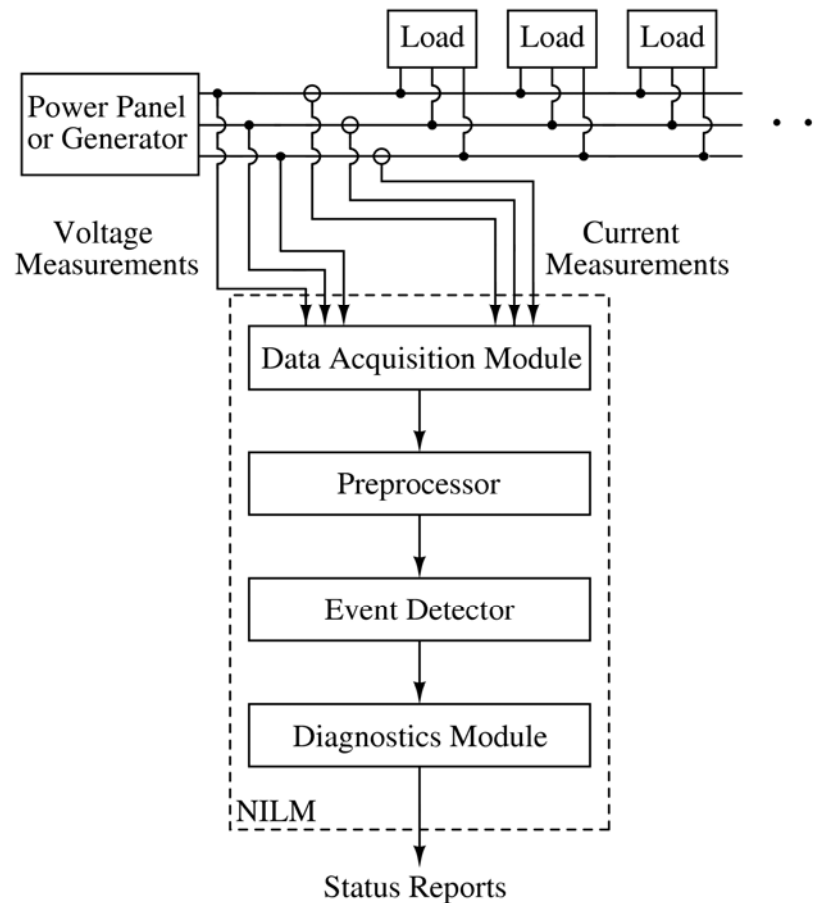 Load
Load
Load
Power Panel
or Generator
Voltage
Measurements
Current
Measurements
Data Acquisition Module
Preprocessor
Event Detector
Diagnostics Module
NILM
Status Reports